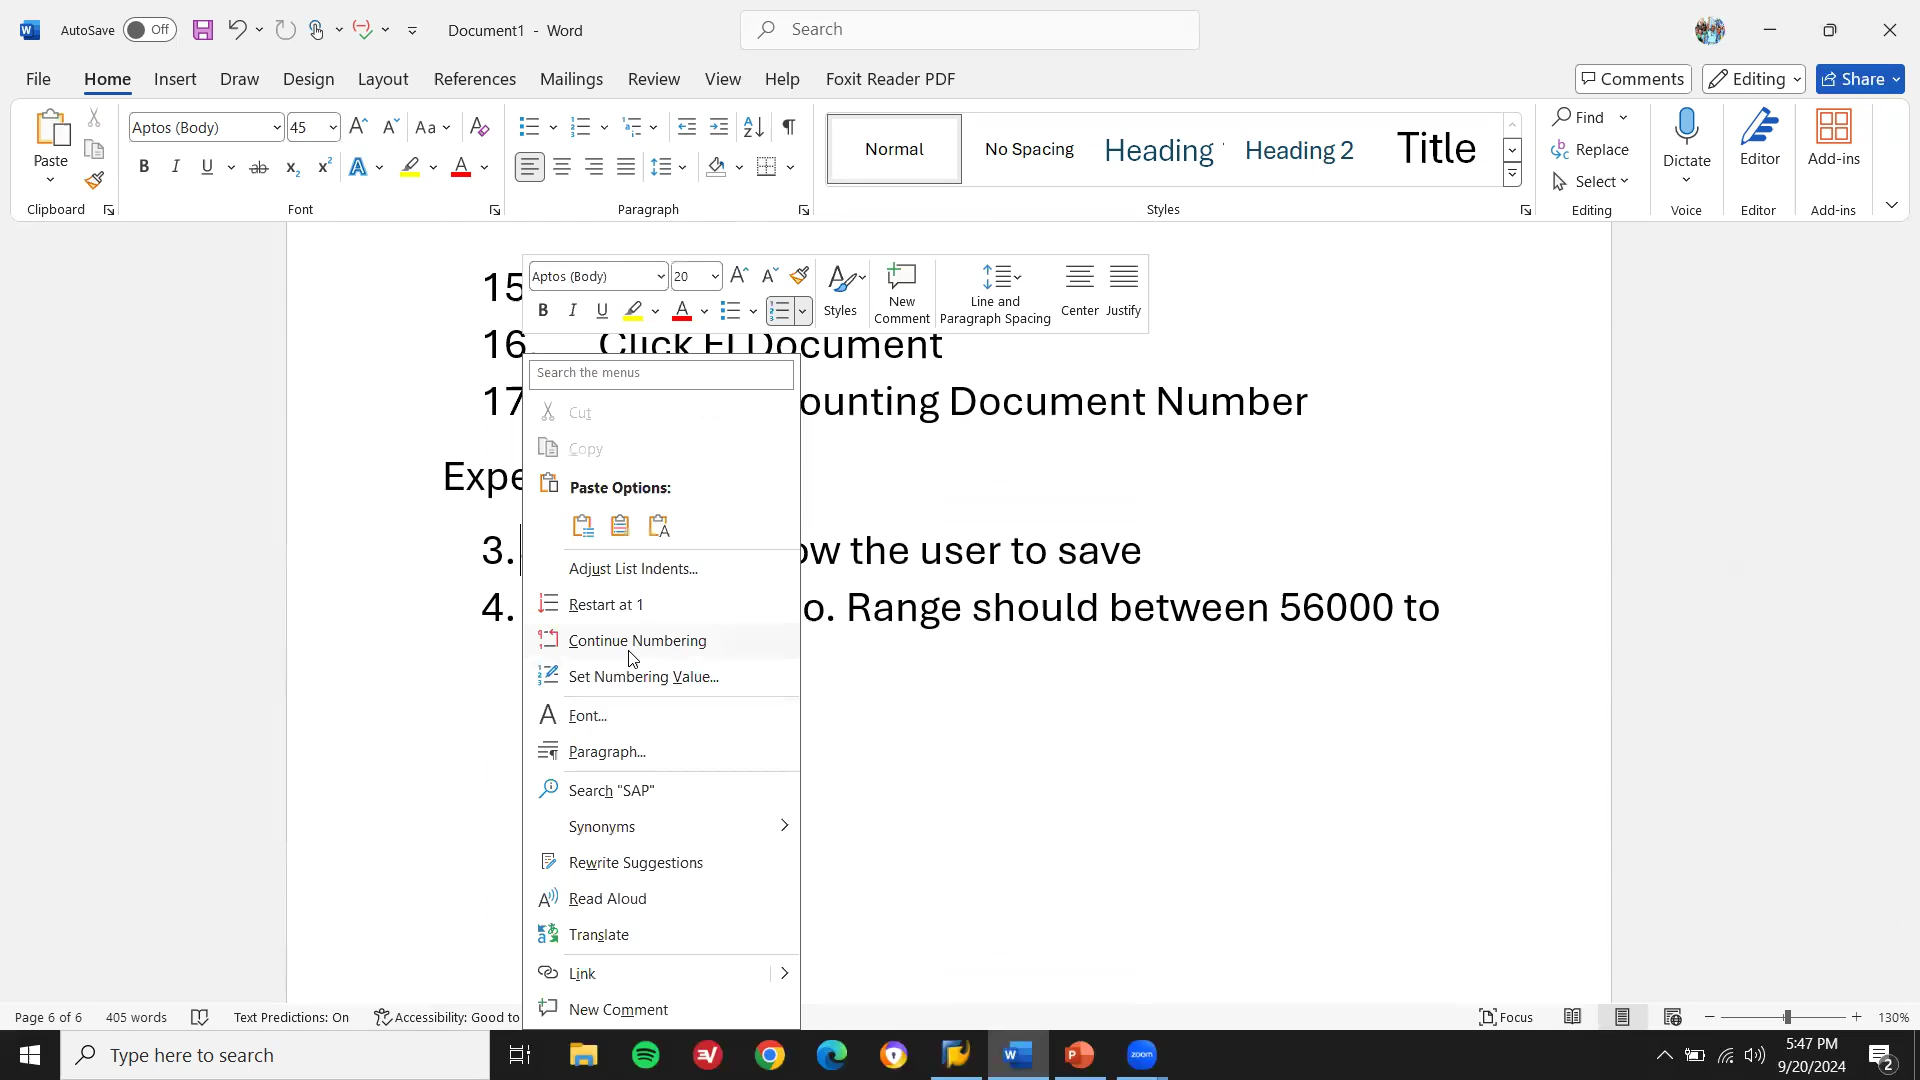 AutoSave Off Document1 - Word Search
File Home Insert Draw Design Layout References Mailings Review View Help Foxit Reader PDF Comments Editing Share
Aptos (Body) 45 Aa
Paste Normal No Spacing Heading 1 Heading 2 Title Find Replace Select Dictate Editor Add-ins
Clipboard Font Paragraph Styles Editing Voice Editor Add-ins
15
Aptos (Body) 20 Styles New Comment Line and Paragraph Spacing Center Justify
16. Click FI Document
Search the menus
17 ounting Document Number
Cut
Copy
Expe
Paste Options:
3. ow the user to save
Adjust List Indents...
Restart at 1
4. o. Range should between 56000 to
Continue Numbering
Set Numbering Value...
Font...
Paragraph...
Search "SAP"
Synonyms
Rewrite Suggestions
Read Aloud
Translate
Link
New Comment
Page 6 of 6 405 words Text Predictions: On Accessibility: Good to Focus 130%
Type here to search zoom 5:47 PM
9/20/2024 2